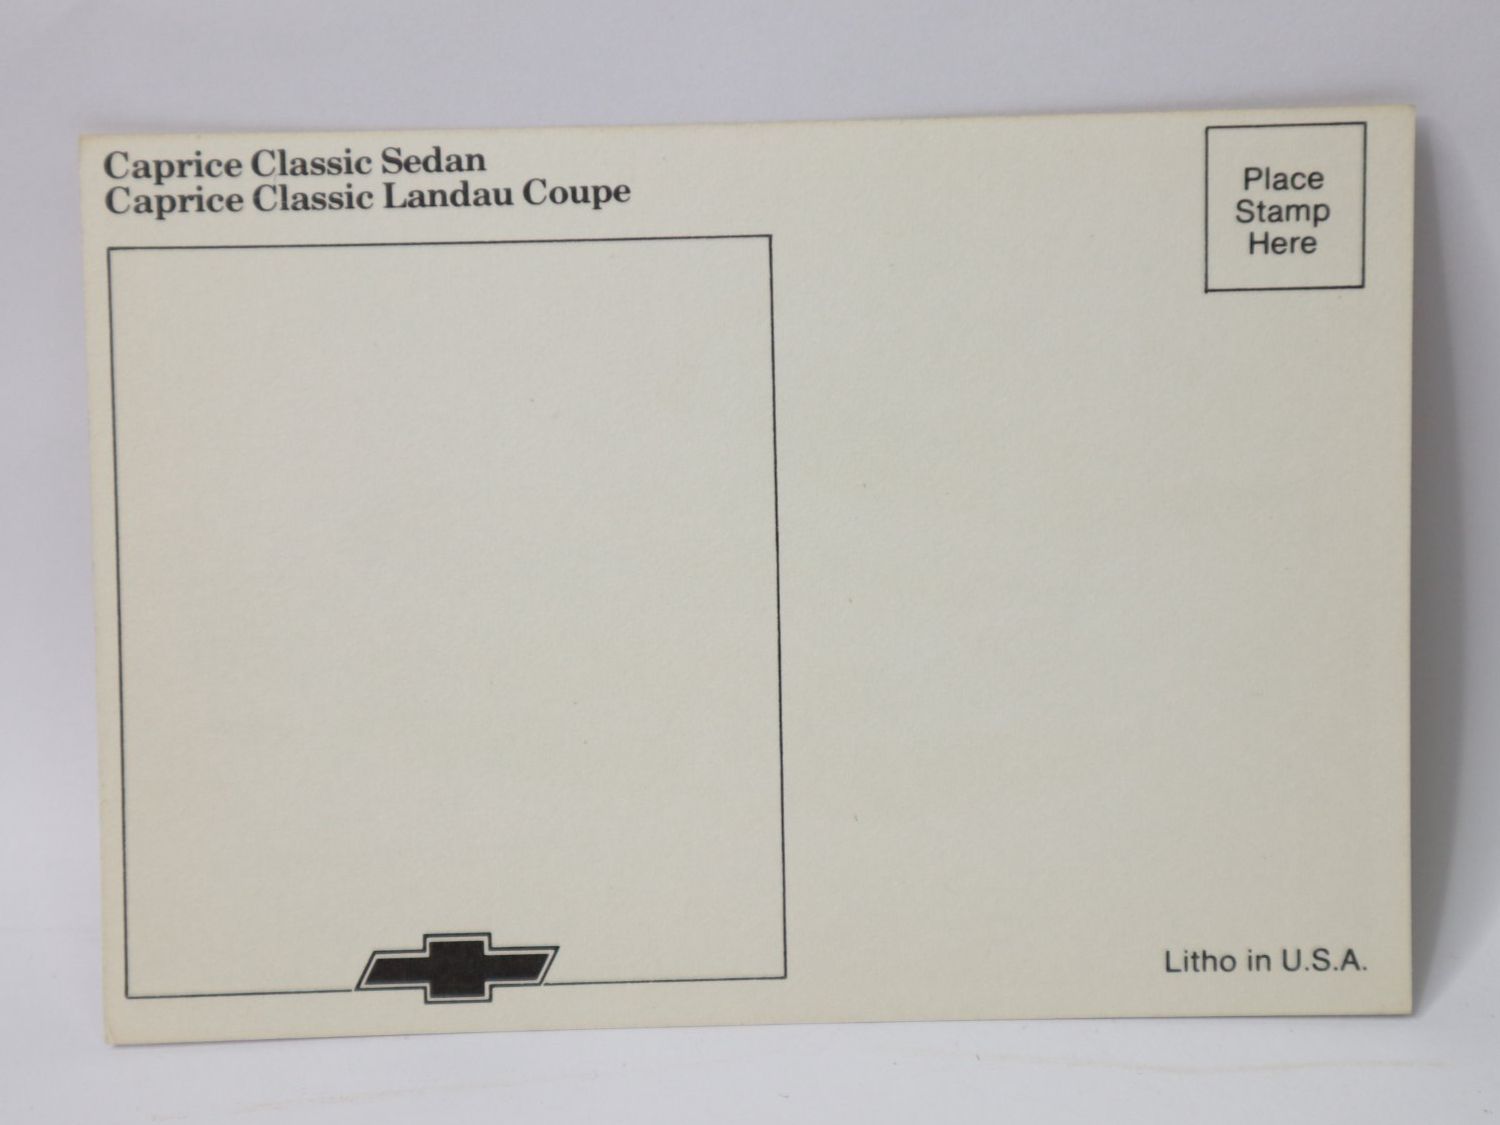 Caprice Classic Sedan
Caprice Classic Landau Coupe
Place
Stamp
Here
Litho in U.S.A.